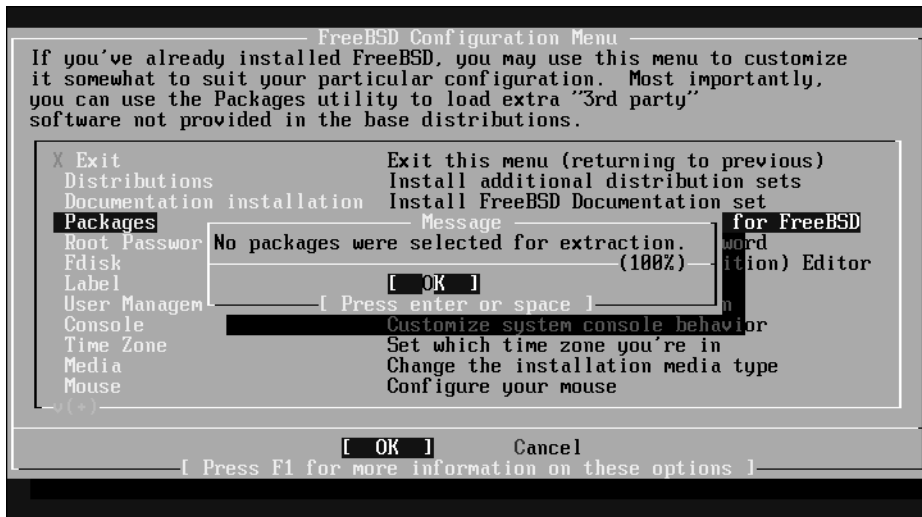 FreeBSD Configuration Menu
If you've already installed FreeBSD, you may use this menu to customize
it somewhat to suit your particular configuration. Most importantly,
you can use the Packages utility to load extra "3rd party"
software not provided in the base distributions.
X Exit Exit this menu (returning to previous)
Distributions Install additional distribution sets
Documentation installation Install FreeBSD Documentation set
Packages for FreeBSD
Message
Root Passwor word
No packages were selected for extraction.
Fdisk ition) Editor
(100%)
Label
[ OK ]
User Managem n
[ Press enter or space ]
Console Customize system console behavior
Time Zone Set which time zone you're in
Media Change the installation media type
Mouse Configure your mouse
v(+)
[ OK ] Cancel
[ Press F1 for more information on these options ]